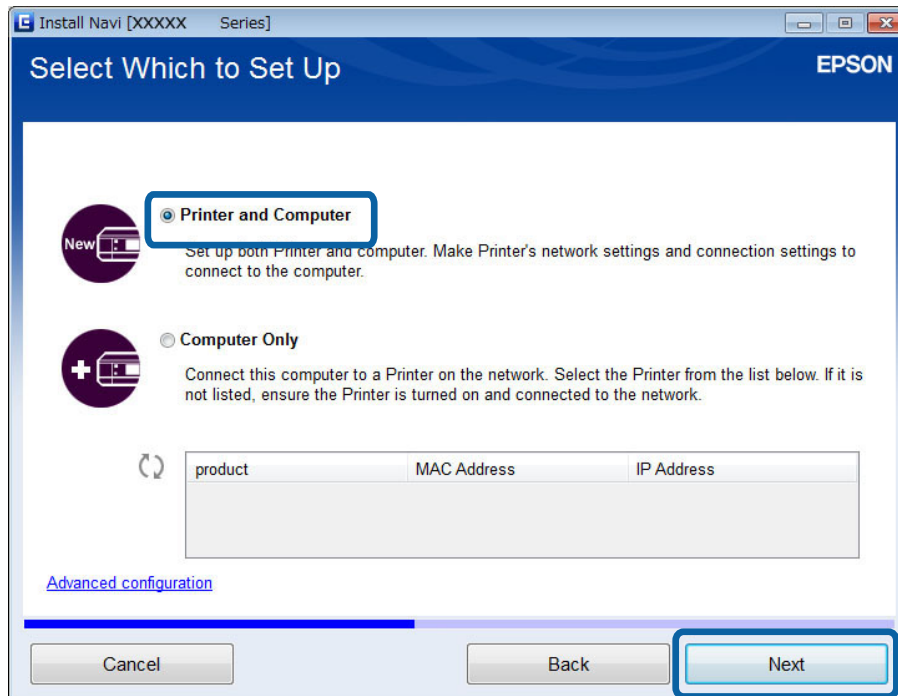 Install Navi [XXXXX Series]
Select Which to Set Up
EPSON
Printer and Computer
New
Set up both Printer and computer. Make Printer's network settings and connection settings to
connect to the computer.
Computer Only
Connect this computer to a Printer on the network. Select the Printer from the list below. If it is
not listed, ensure the Printer is turned on and connected to the network.
product MAC Address IP Address
Advanced configuration
Cancel Back Next